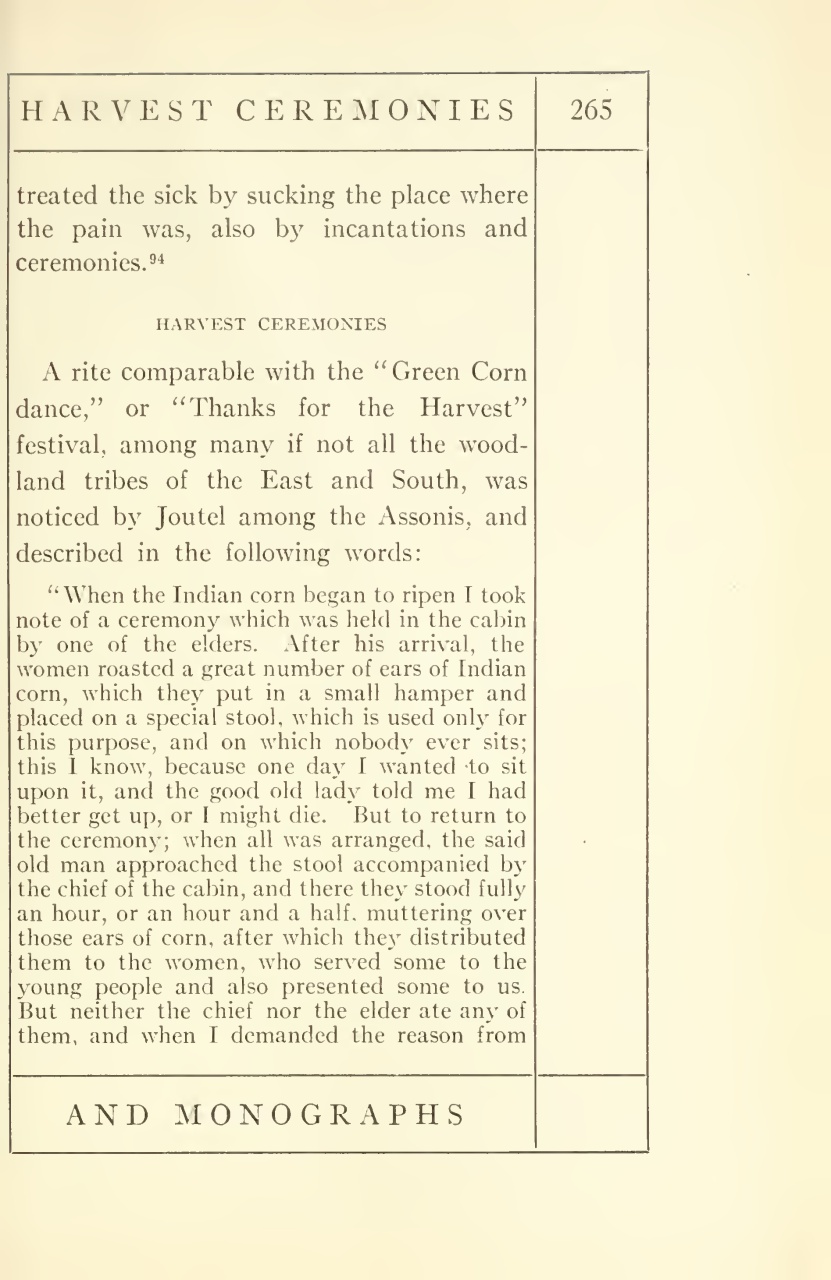 HARVEST CEREMONIES 265
treated the sick by sucking the place where
the pain was, also by incantations and
ceremonies.⁹⁴
HARVEST CEREMONIES
A rite comparable with the “Green Corn
dance,” or “Thanks for the Harvest”
festival, among many if not all the wood-
land tribes of the East and South, was
noticed by Joutel among the Assonis, and
described in the following words:
“When the Indian corn began to ripen I took
note of a ceremony which was held in the cabin
by one of the elders. After his arrival, the
women roasted a great number of ears of Indian
corn, which they put in a small hamper and
placed on a special stool, which is used only for
this purpose, and on which nobody ever sits;
this I know, because one day I wanted to sit
upon it, and the good old lady told me I had
better get up, or I might die. But to return to
the ceremony; when all was arranged, the said
old man approached the stool accompanied by
the chief of the cabin, and there they stood fully
an hour, or an hour and a half, muttering over
those ears of corn, after which they distributed
them to the women, who served some to the
young people and also presented some to us.
But neither the chief nor the elder ate any of
them, and when I demanded the reason from
AND MONOGRAPHS